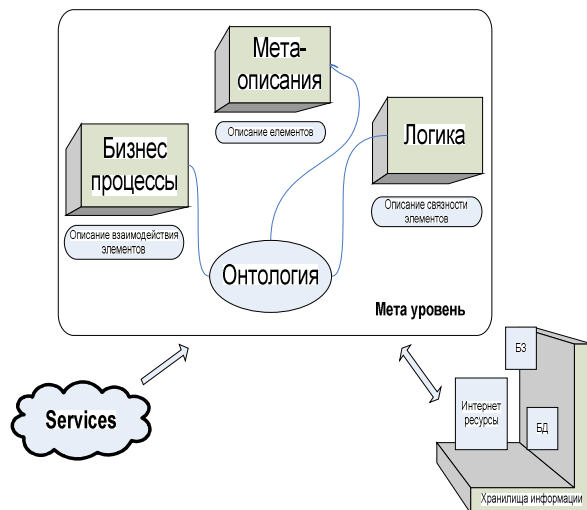 Мета-
описания
Описание елементов
Бизнес
процессы
Логика
Описание связности
элементов
Описание взаимодействия
элементов
Онтология
Мета уровень
Services
БЗ
Интернет
ресурсы
БД
Хранилища информации